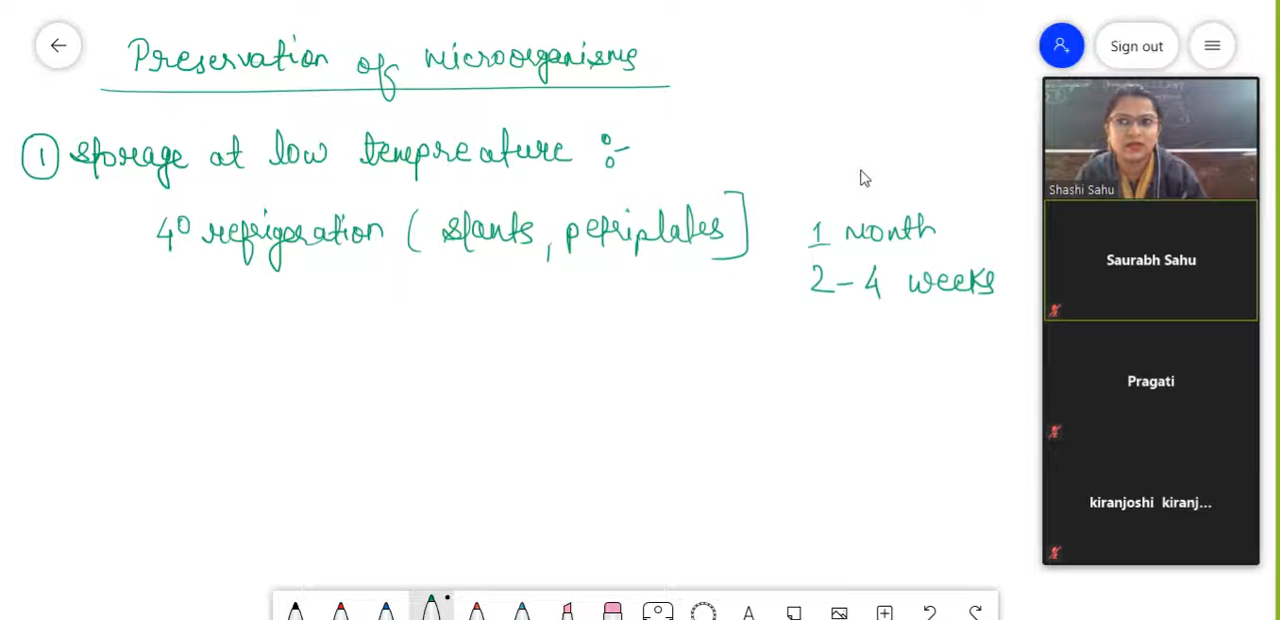 Preservation of microorganisms
Sign out
① storage at low tempreature :-
Shashi Sahu
4° refrigeration ( slants, petriplates ]
1 month
2-4 weeks
Saurabh Sahu
Pragati
kiranjoshi kiranj...
A